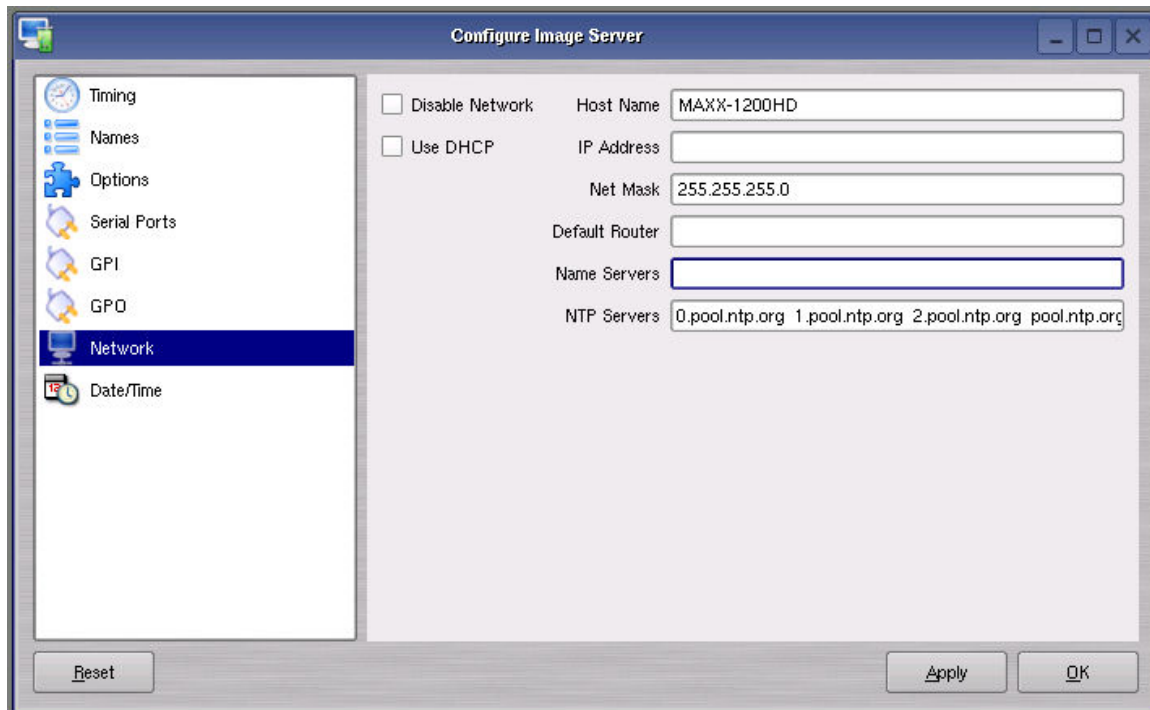 Configure Image Server
Timing
Names
Options
Serial Ports
GPI
GPO
Network
Date/Time
Disable Network Host Name MAXX-1200HD
Use DHCP IP Address
Net Mask 255.255.255.0
Default Router
Name Servers
NTP Servers 0.pool.ntp.org 1.pool.ntp.org 2.pool.ntp.org pool.ntp.org
Reset Apply OK